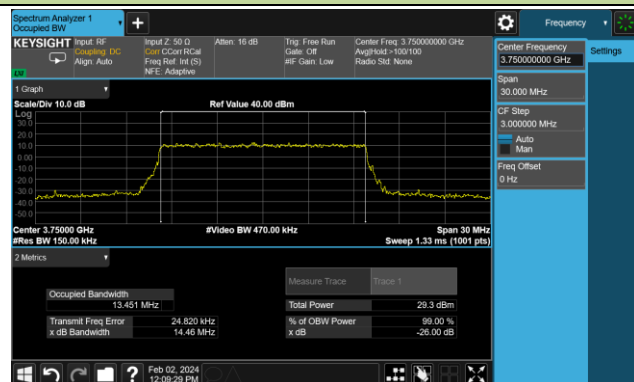 Spectrum Analyzer 1
Occupied BW
Frequency
KEYSIGHT
Input: RF
Coupling: DC
Align: Auto
Input Z: 50 Ω
Corr CCorr RCal
Freq Ref: Int (S)
NFE: Adaptive
Atten: 16 dB
Trig: Free Run
Gate: Off
#IF Gain: Low
Center Freq: 3.750000000 GHz
Avg|Hold:>100/100
Radio Std: None
Center Frequency
3.750000000 GHz
Settings
Span
30.000 MHz
CF Step
3.000000 MHz
Auto
Man
Freq Offset
0 Hz
1 Graph
Scale/Div 10.0 dB
Ref Value 40.00 dBm
Log
30.0
20.0
10.0
0.00
-10.0
-20.0
-30.0
-40.0
-50.0
Center 3.75000 GHz
#Res BW 150.00 kHz
#Video BW 470.00 kHz
Span 30 MHz
Sweep 1.33 ms (1001 pts)
2 Metrics
Measure Trace
Trace 1
Occupied Bandwidth
13.451 MHz
Total Power
29.3 dBm
Transmit Freq Error
24.820 kHz
% of OBW Power
99.00 %
x dB Bandwidth
14.46 MHz
x dB
-26.00 dB
Feb 02, 2024
12:09:29 PM